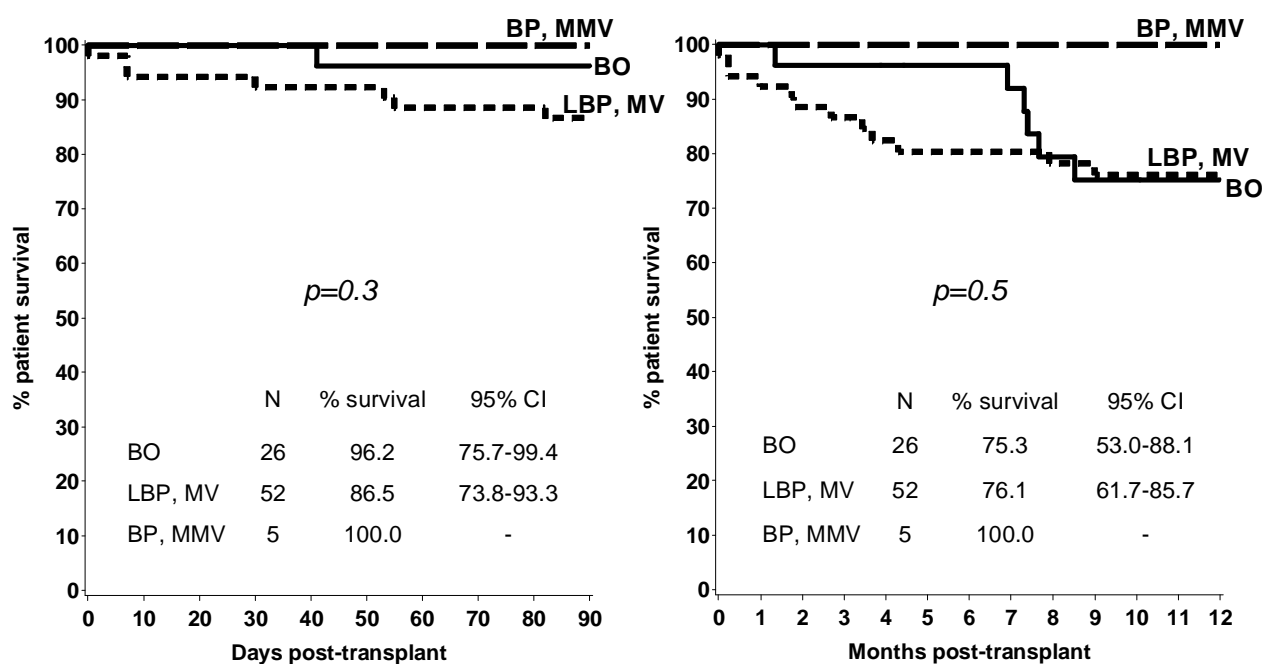 BP, MMV
100
BO
90
LBP, MV
80
70
60
p=0.3
50
40
N % survival 95% CI
30
BO 26 96.2 75.7-99.4
20
LBP, MV 52 86.5 73.8-93.3
10
BP, MMV 5 100.0 -
0
0 10 20 30 40 50 60 70 80 90
Days post-transplant
% patient survival
BP, MMV
100
90
80
LBP, MV
BO
70
60
p=0.5
50
40
N % survival 95% CI
30
BO 26 75.3 53.0-88.1
20
LBP, MV 52 76.1 61.7-85.7
10
BP, MMV 5 100.0 -
0
0 1 2 3 4 5 6 7 8 9 10 11 12
Months post-transplant
% patient survival